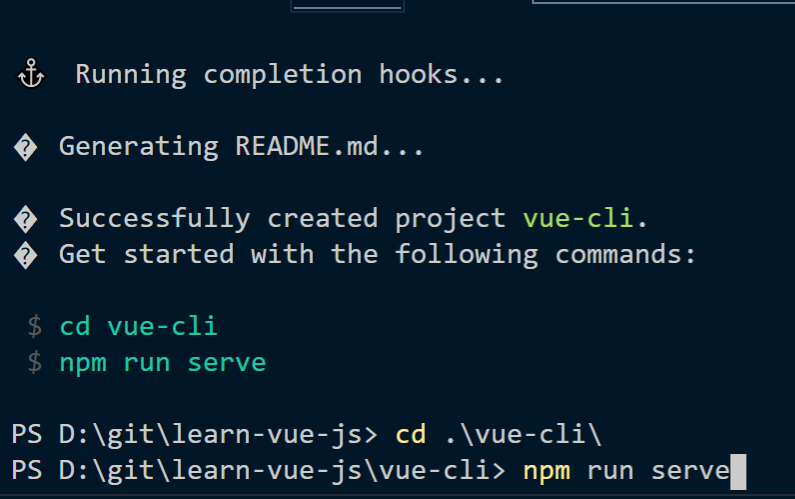 ⚓ Running completion hooks...
� Generating README.md...
� Successfully created project vue-cli.
� Get started with the following commands:
$ cd vue-cli
$ npm run serve
PS D:\git\learn-vue-js> cd .\vue-cli\
PS D:\git\learn-vue-js\vue-cli> npm run serve